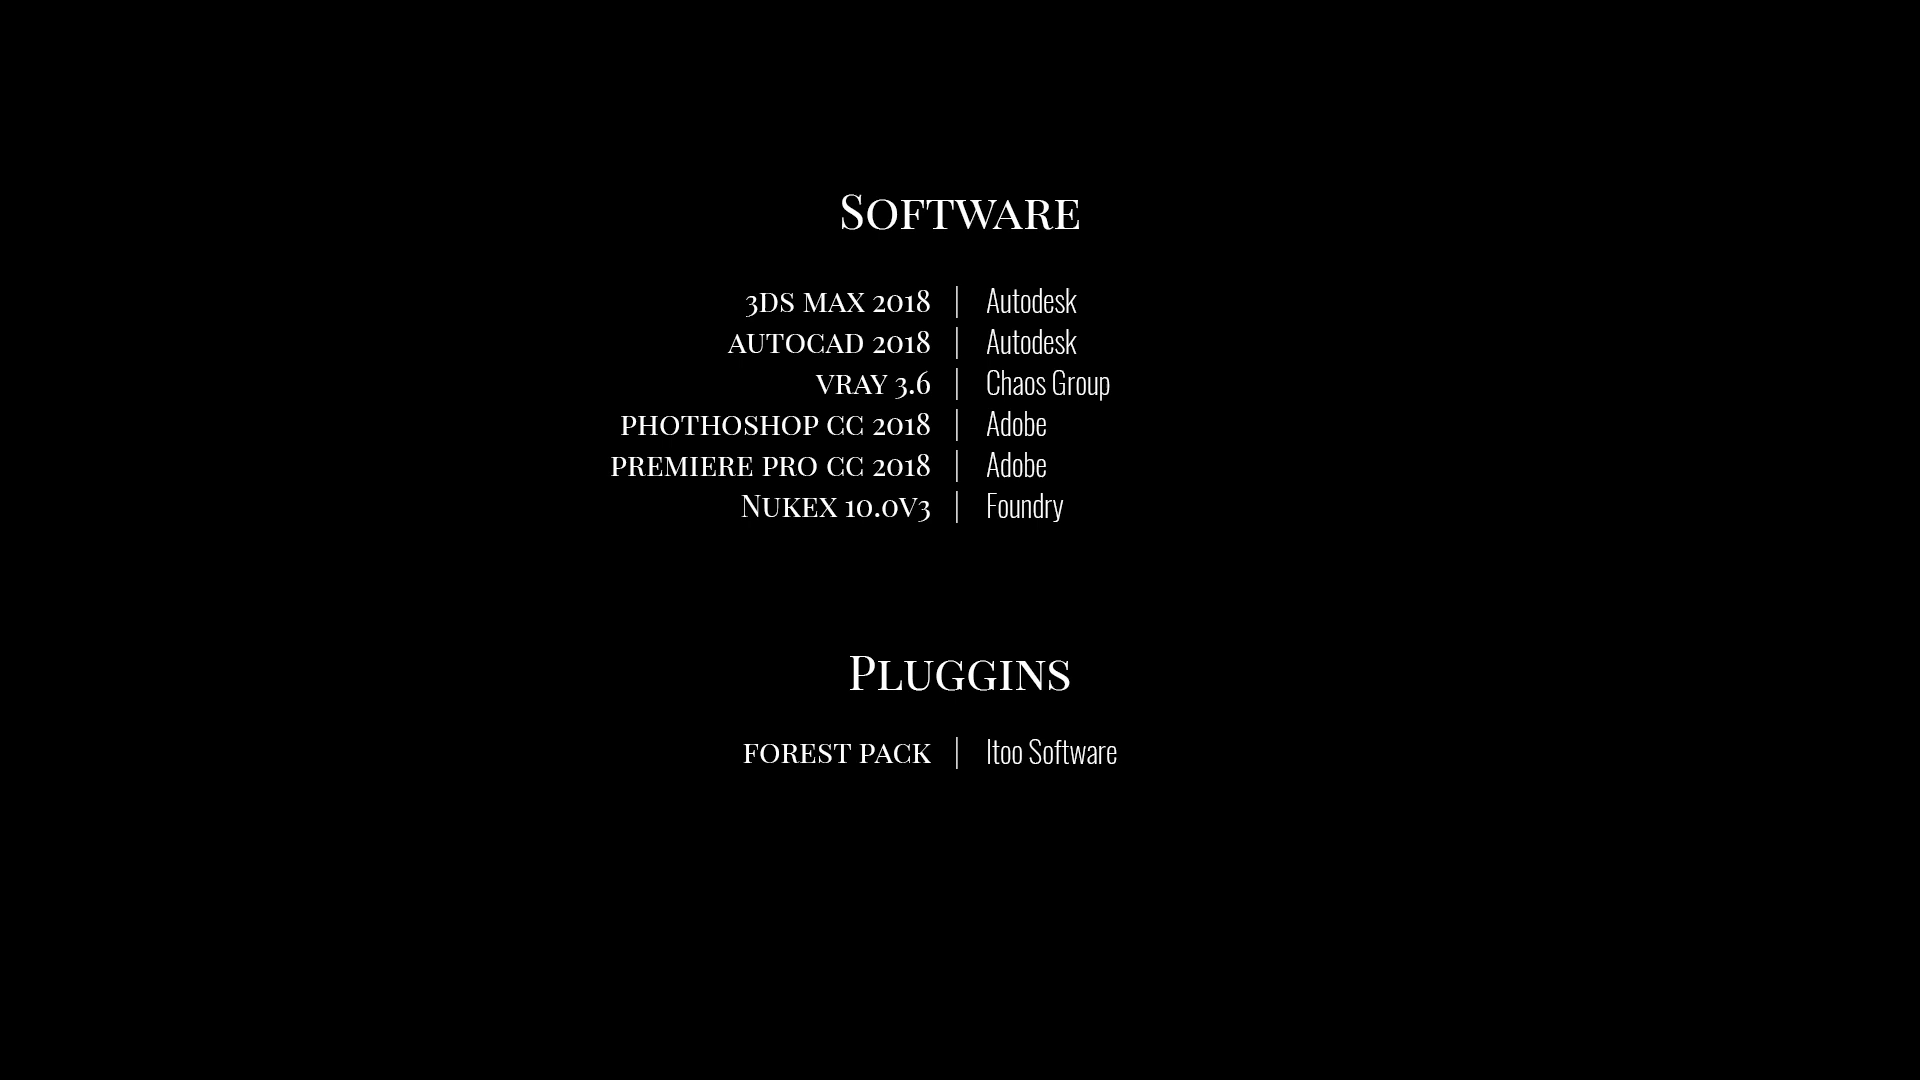 Software
3ds max 2018 | Autodesk
autocad 2018 | Autodesk
vray 3.6 | Chaos Group
phothoshop cc 2018 | Adobe
premiere pro cc 2018 | Adobe
Nukex 10.0v3 | Foundry
Pluggins
forest pack | Itoo Software